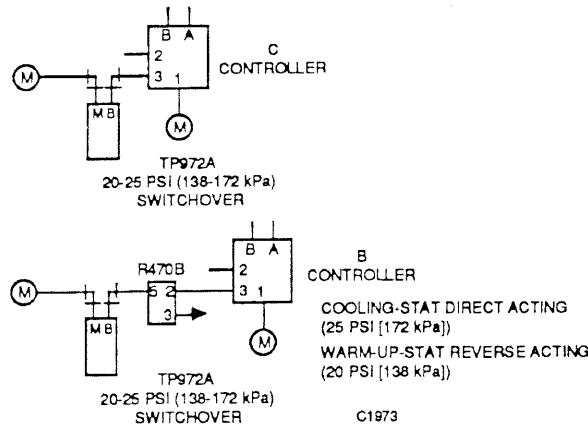 B A
2
M
3 1
C
CONTROLLER
M B
M
TP972A
20-25 PSI (138-172 kPa)
SWITCHOVER
B A
R470B
2
B
CONTROLLER
M
5 2
3 1
3
M B
M
COOLING-STAT DIRECT ACTING
(25 PSI [172 kPa])
WARM-UP-STAT REVERSE ACTING
(20 PSI [138 kPa])
TP972A
20-25 PSI (138-172 kPa)
SWITCHOVER
C1973